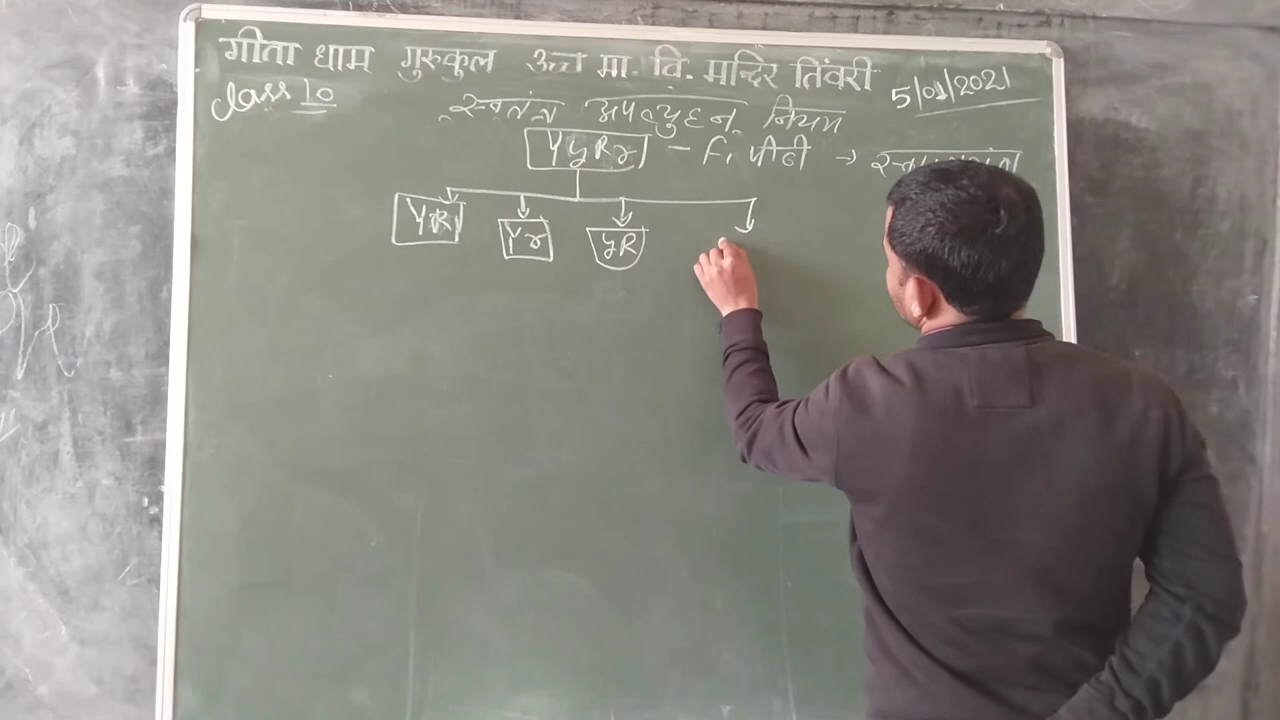 गीता धाम गुरुकुल उच्च मा. वि. मन्दिर तिंवरी
5/01/2021
Class 10
स्वतंत्र अपव्युहन नियम
YyRr - F₁ पीढी →
YR Yr yR